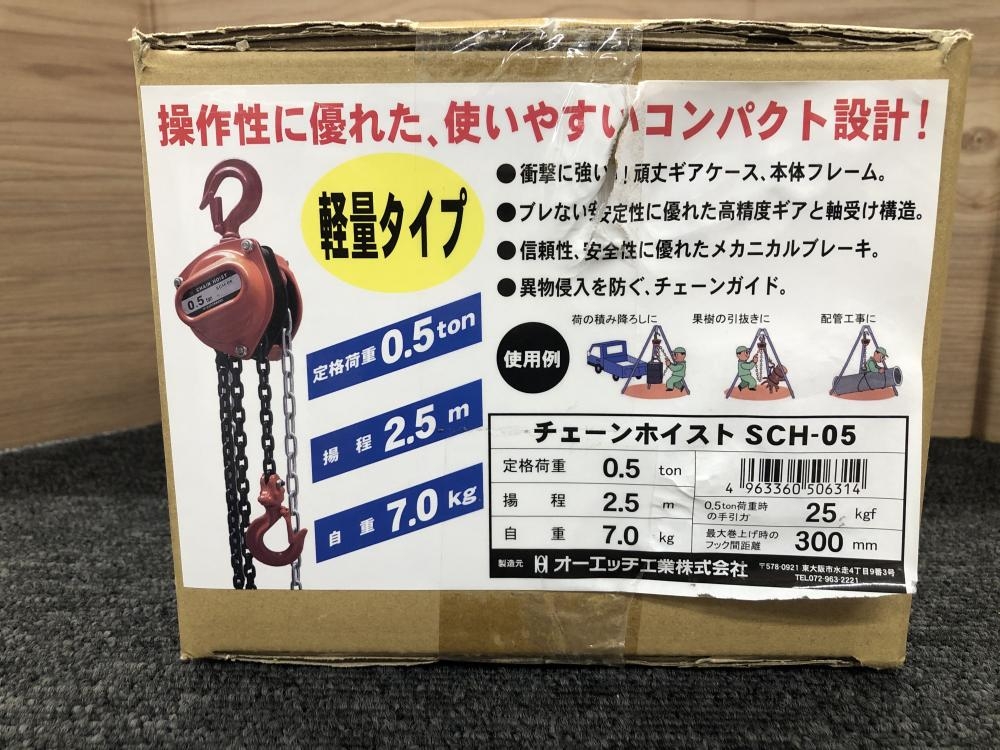 操作性に優れた、使いやすいコンパクト設計!
軽量タイプ
●衝撃に強い!頑丈ギアケース、本体フレーム。
●ブレない安定性に優れた高精度ギアと軸受け構造。
●信頼性、安全性に優れたメカニカルブレーキ。
●異物侵入を防ぐ、チェーンガイド。
CHAIN HOIST
0.5 ton
定格荷重 0.5ton
揚程 2.5 m
自重 7.0 kg
使用例
荷の積み降ろしに
果樹の引抜きに
配管工事に
チェーンホイスト SCH-05
定格荷重 0.5 ton
揚程 2.5 m
自重 7.0 kg
4 963360 506314
0.5ton荷重時の手引力 25 kgf
最大巻上げ時のフック間距離 300 mm
製造元 オーエッチ工業株式会社
〒578-0921 東大阪市水走4丁目9番3号
TEL072-963-2221